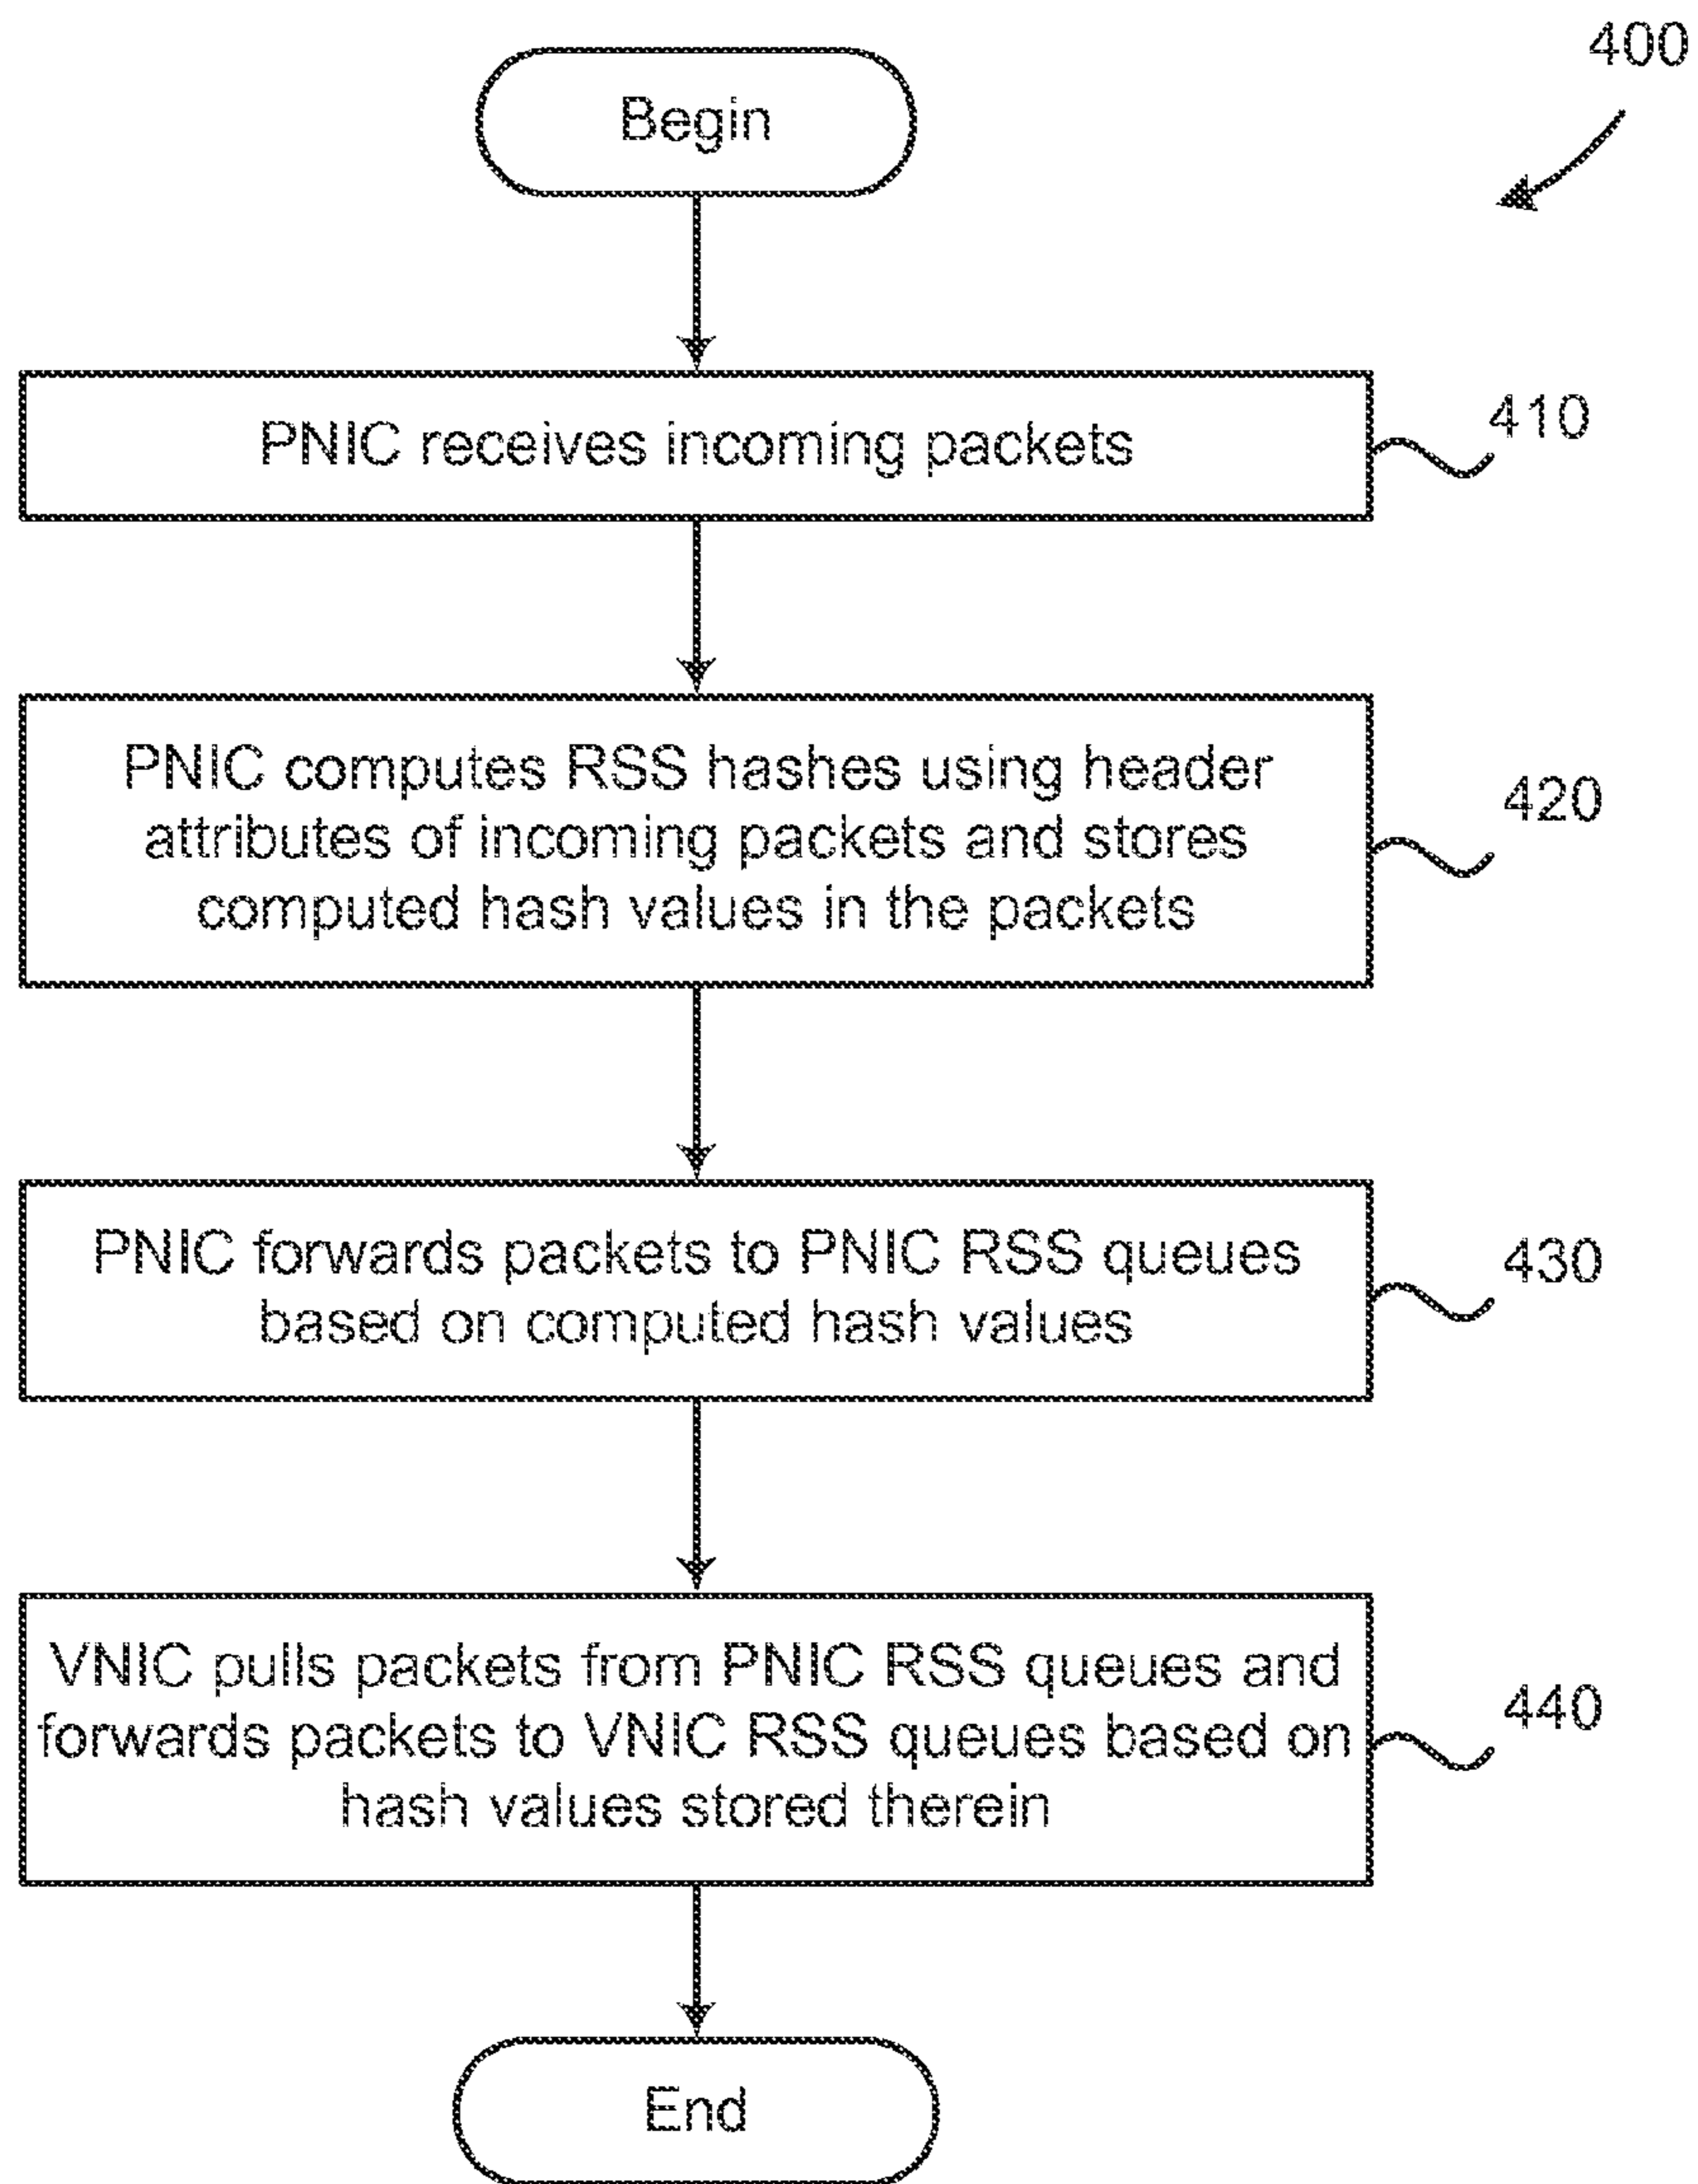 400
Begin
PNIC receives incoming packets
410
PNIC computes RSS hashes using header
attributes of incoming packets and stores
computed hash values in the packets
420
PNIC forwards packets to PNIC RSS queues
based on computed hash values
430
VNIC pulls packets from PNIC RSS queues and
forwards packets to VNIC RSS queues based on
hash values stored therein
440
End